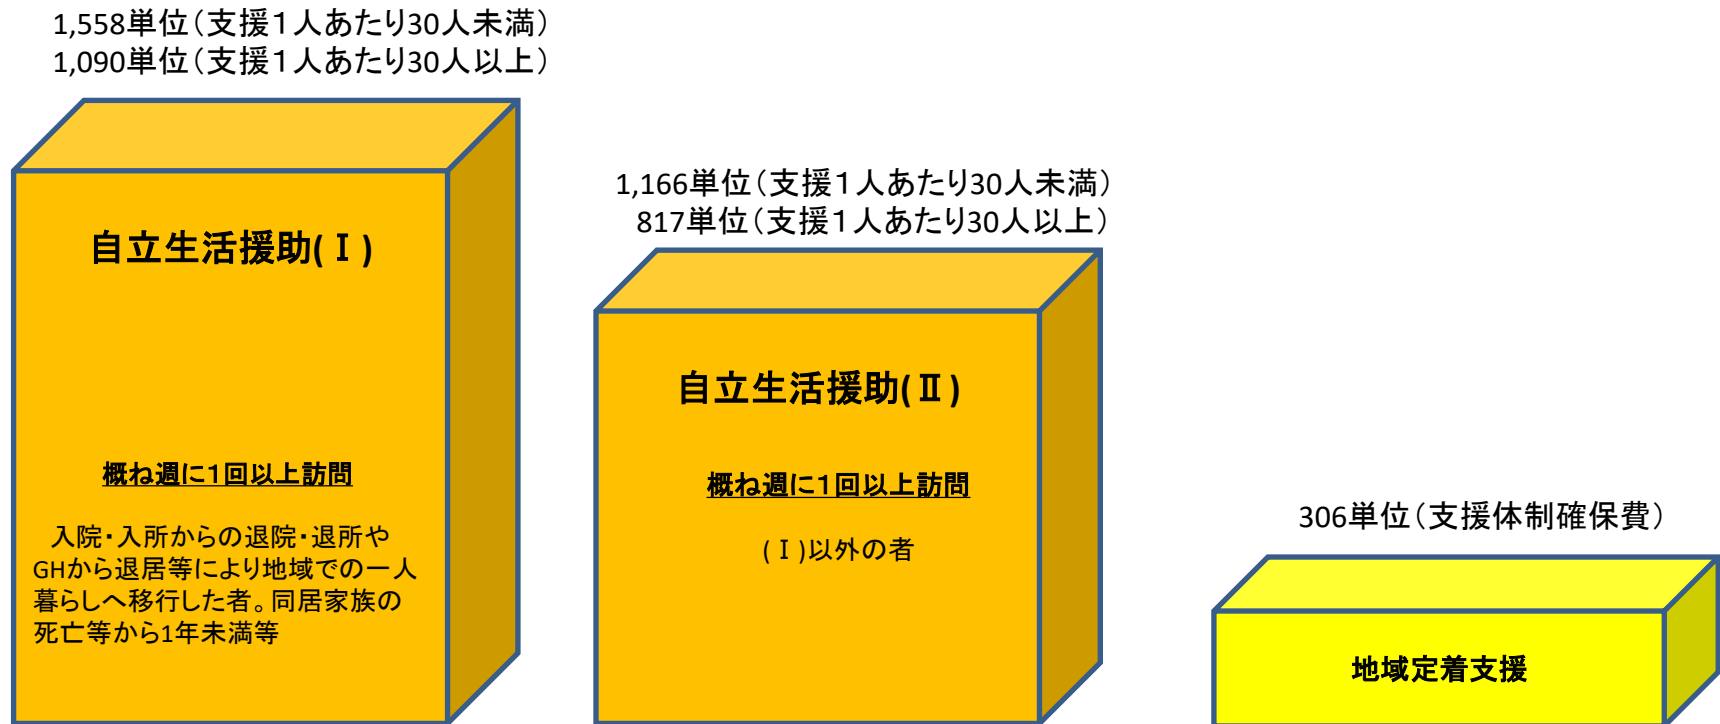 1,558単位（支援１人あたり30人未満）
1,090単位（支援１人あたり30人以上）
自立生活援助(Ⅰ)
概ね週に１回以上訪問
入院・入所からの退院・退所や
GHから退居等により地域での一人
暮らしへ移行した者。同居家族の
死亡等から1年未満等
1,166単位（支援１人あたり30人未満）
817単位（支援１人あたり30人以上）
自立生活援助(Ⅱ)
概ね週に１回以上訪問
(Ⅰ)以外の者
306単位（支援体制確保費）
地域定着支援